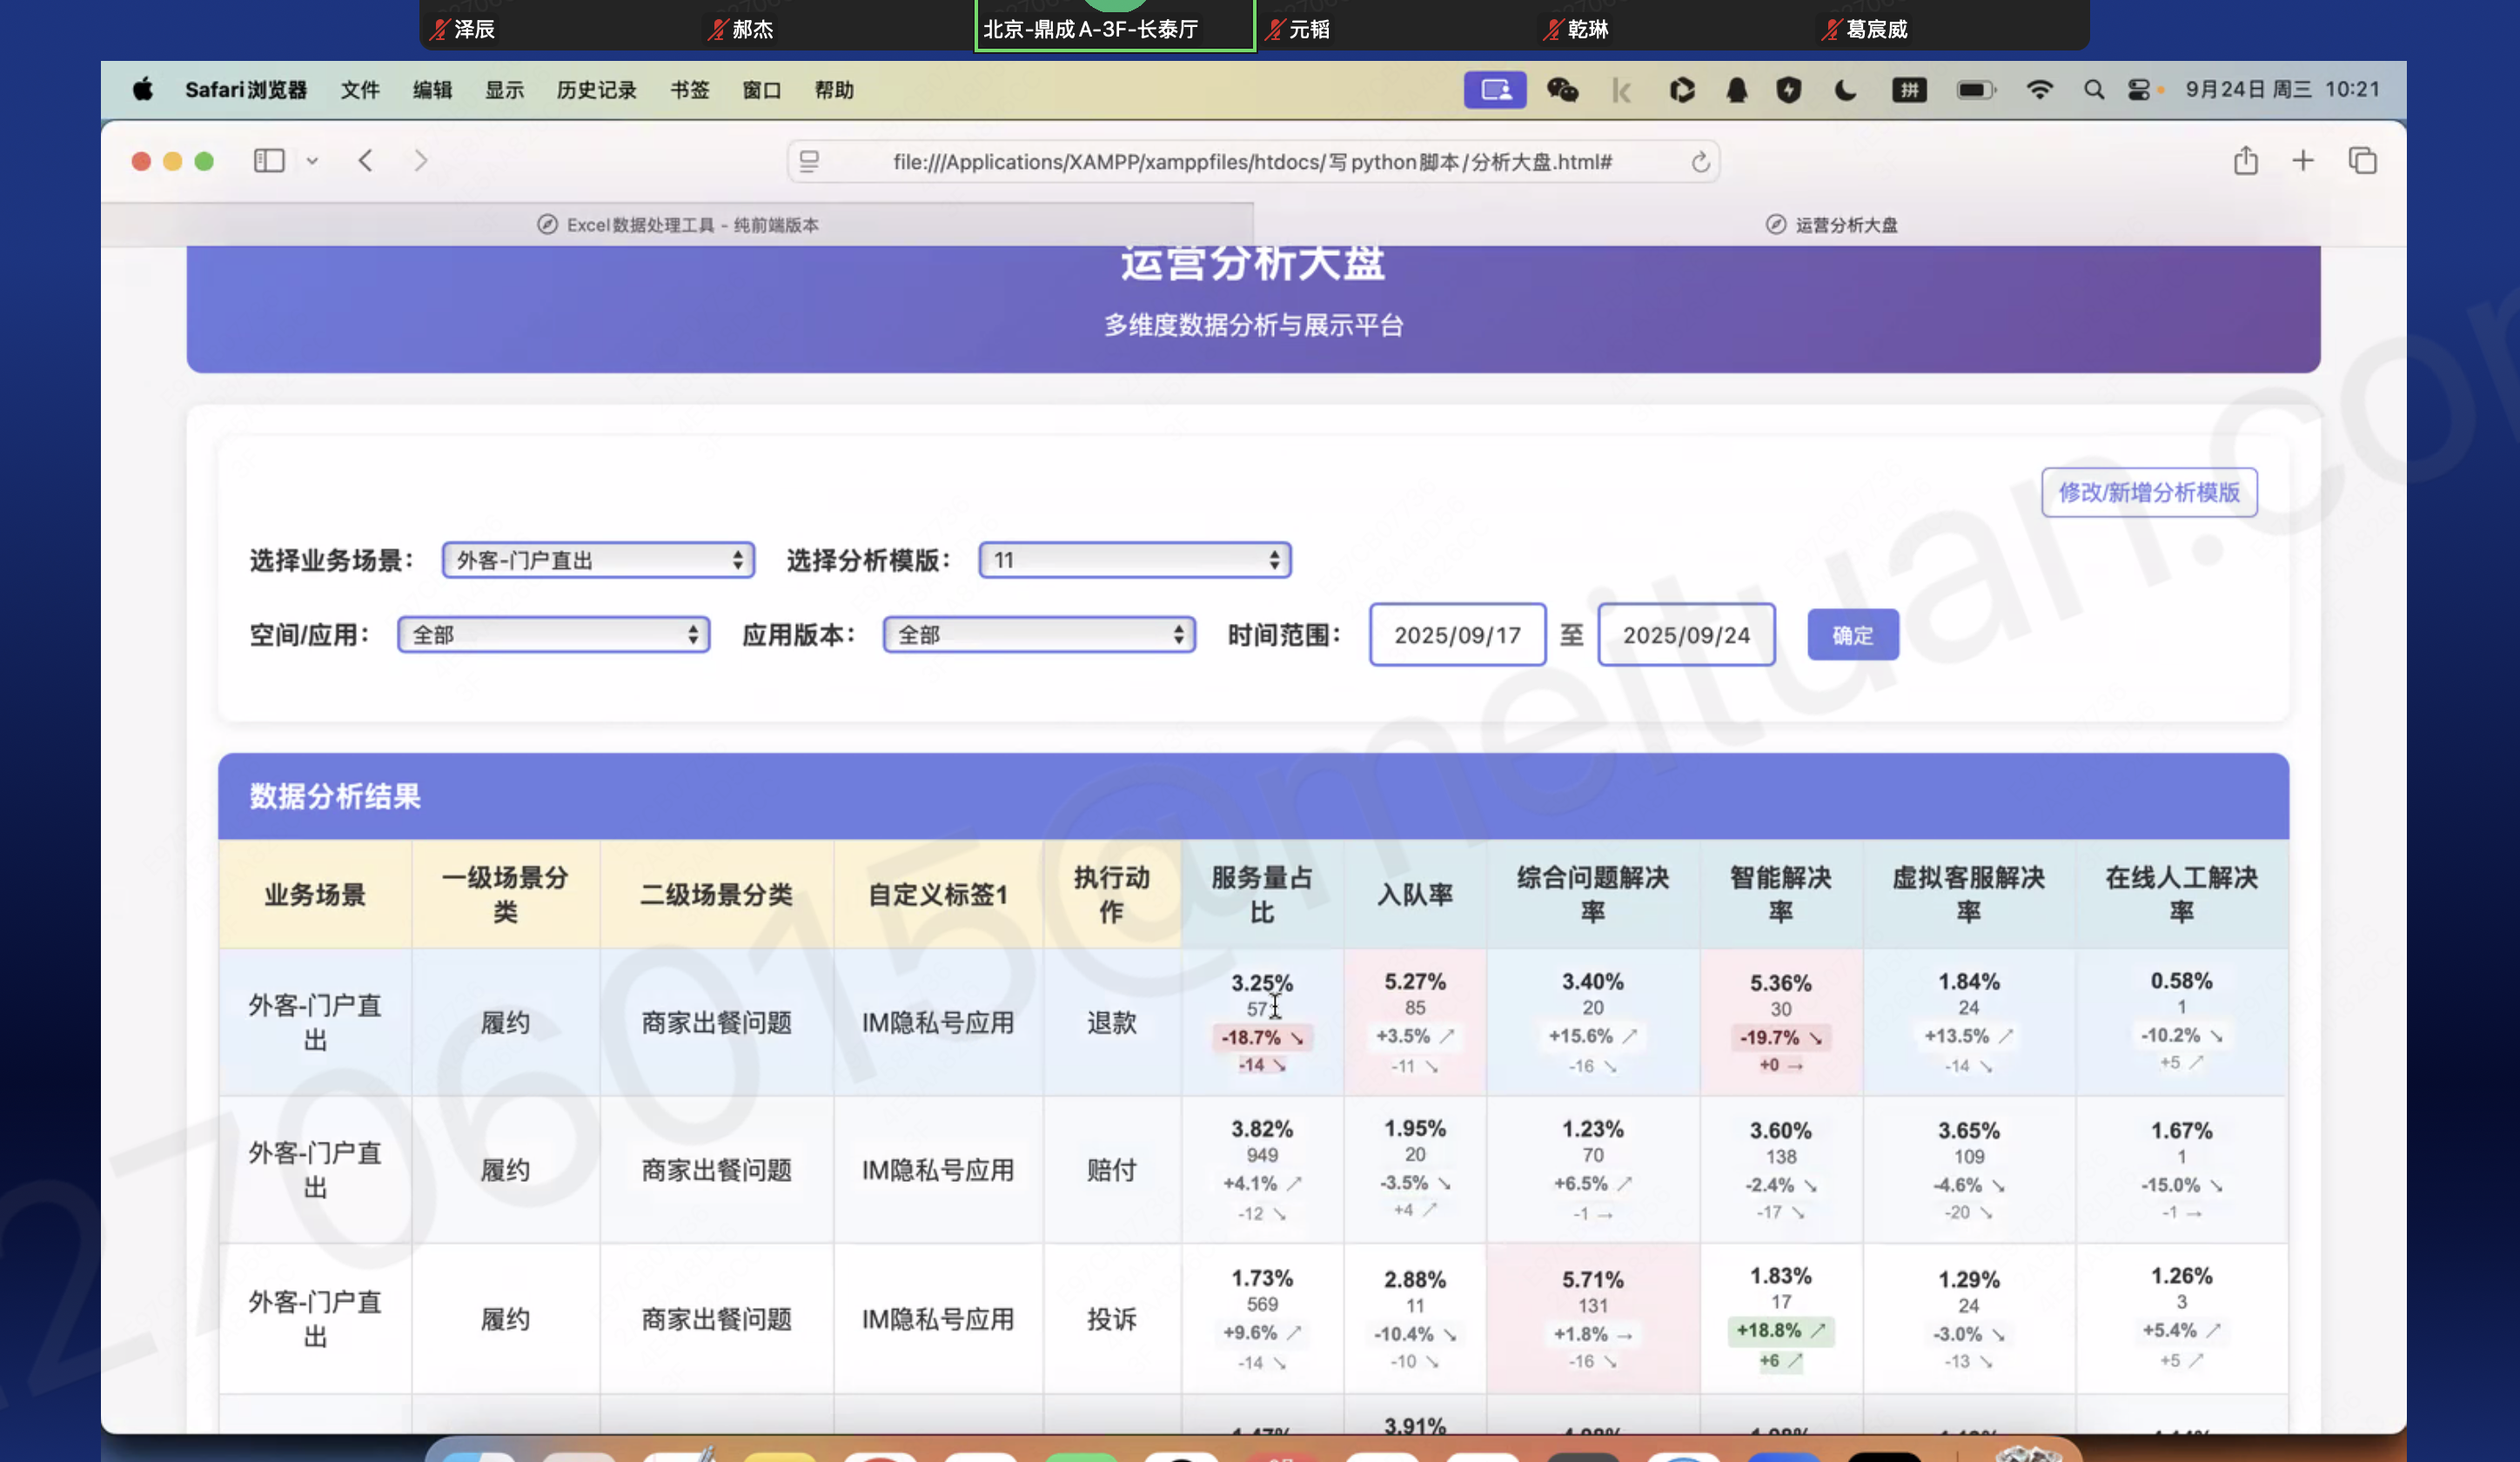 泽辰
郝杰
北京-鼎成A-3F-长泰厅
元韬
乾琳
葛宸威
Safari浏览器 文件 编辑 显示 历史记录 书签 窗口 帮助
拼
9月24日 周三 10:21
file:///Applications/XAMPP/xamppfiles/htdocs/写python脚本/分析大盘.html#
Excel数据处理工具 - 纯前端版本
运营分析大盘
运营分析大盘
多维度数据分析与展示平台
修改/新增分析模版
选择业务场景： 外客-门户直出 选择分析模版： 11
空间/应用： 全部 应用版本： 全部 时间范围： 2025/09/17 至 2025/09/24 确定
数据分析结果
业务场景 一级场景分类 二级场景分类 自定义标签1 执行动作 服务量占比 入队率 综合问题解决率 智能解决率 虚拟客服解决率 在线人工解决率
外客-门户直出 履约 商家出餐问题 IM隐私号应用 退款
3.25% 5.27% 3.40% 5.36% 1.84% 0.58%
85 20 30 24 1
-18.7% ↘ +3.5% ↗ +15.6% ↗ -19.7% ↘ +13.5% ↗ -10.2% ↘
-14 ↘ -11 ↘ -16 ↘ +0 → -14 ↘ +5 ↗
外客-门户直出 履约 商家出餐问题 IM隐私号应用 赔付
3.82% 1.95% 1.23% 3.60% 3.65% 1.67%
949 20 70 138 109 1
+4.1% ↗ -3.5% ↘ +6.5% ↗ -2.4% ↘ -4.6% ↘ -15.0% ↘
-12 ↘ +4 ↗ -1 → -17 ↘ -20 ↘ -1 →
外客-门户直出 履约 商家出餐问题 IM隐私号应用 投诉
1.73% 2.88% 5.71% 1.83% 1.29% 1.26%
569 11 131 17 24 3
+9.6% ↗ -10.4% ↘ +1.8% → +18.8% ↗ -3.0% ↘ +5.4% ↗
-14 ↘ -10 ↘ -16 ↘ +6 ↗ -13 ↘ +5 ↗
3.91%
2706015@meituan.com